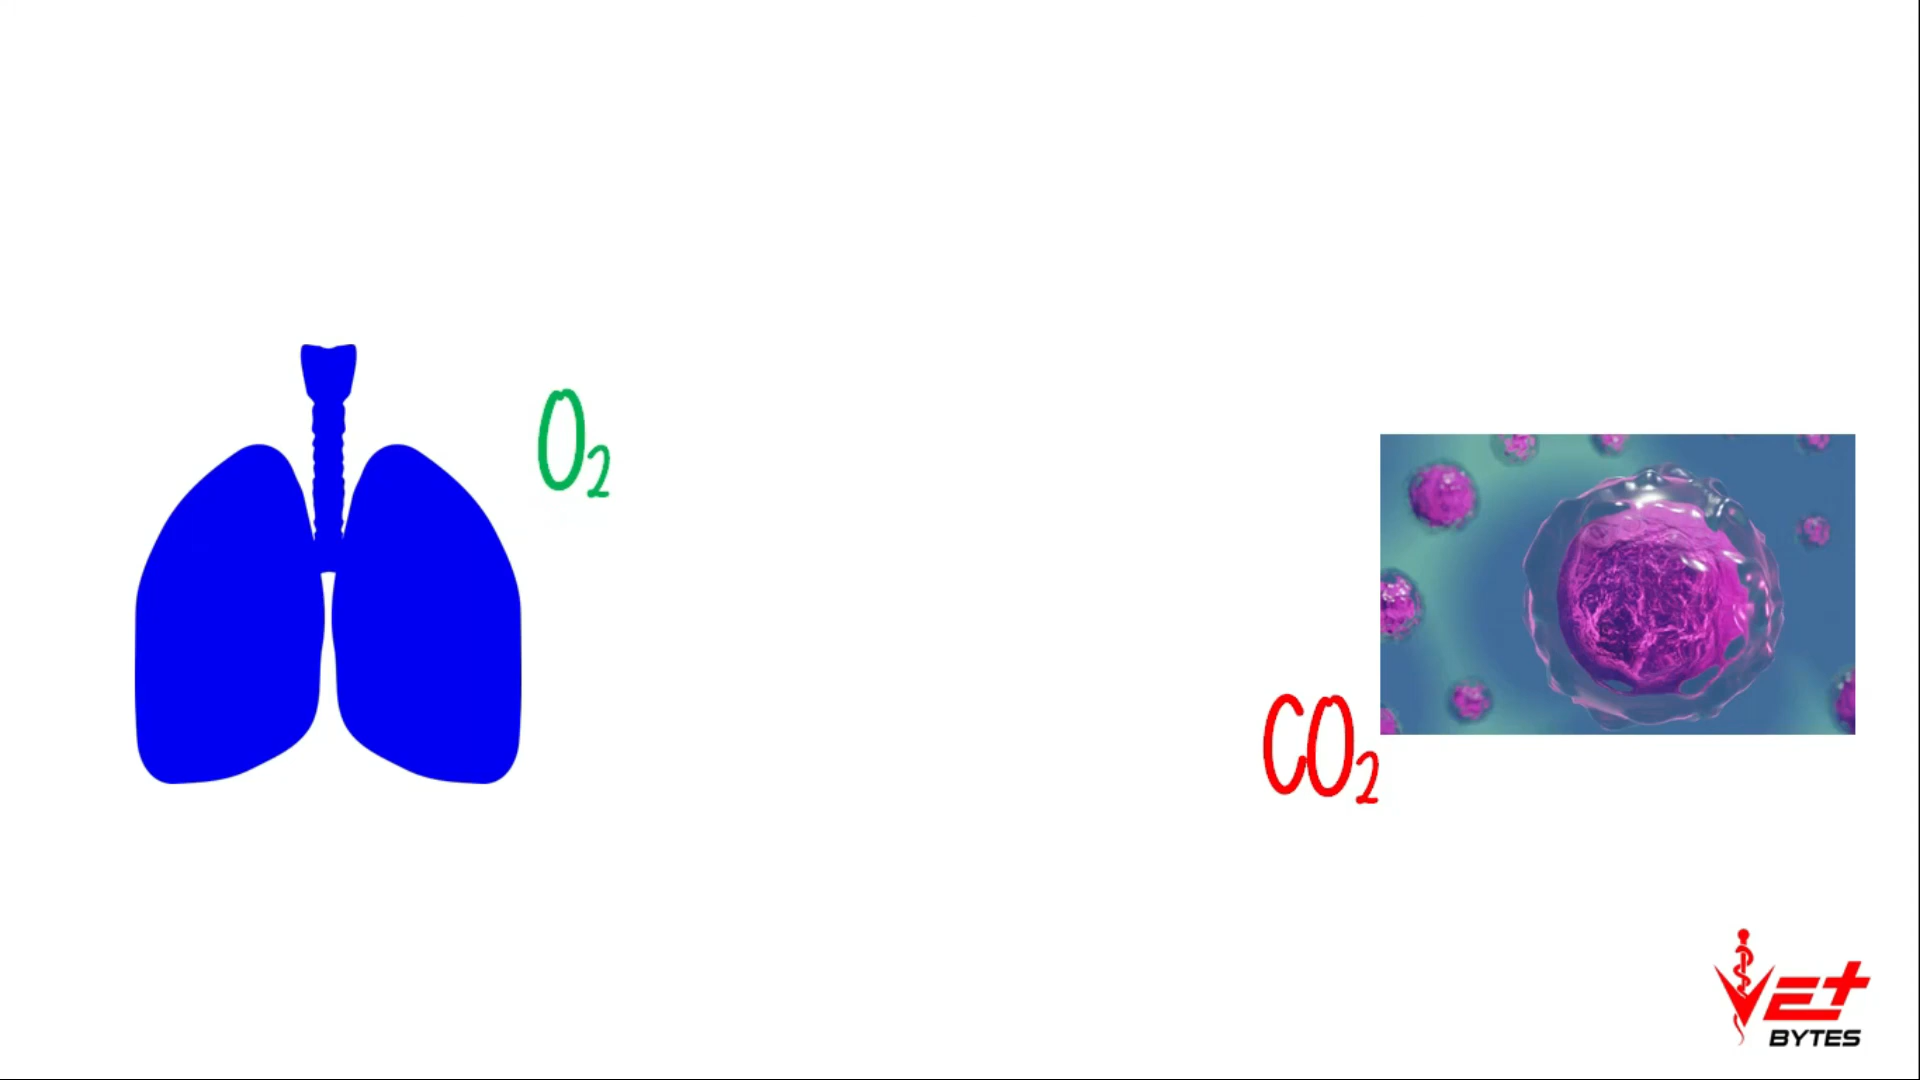 O₂
CO₂
VET
BYTES